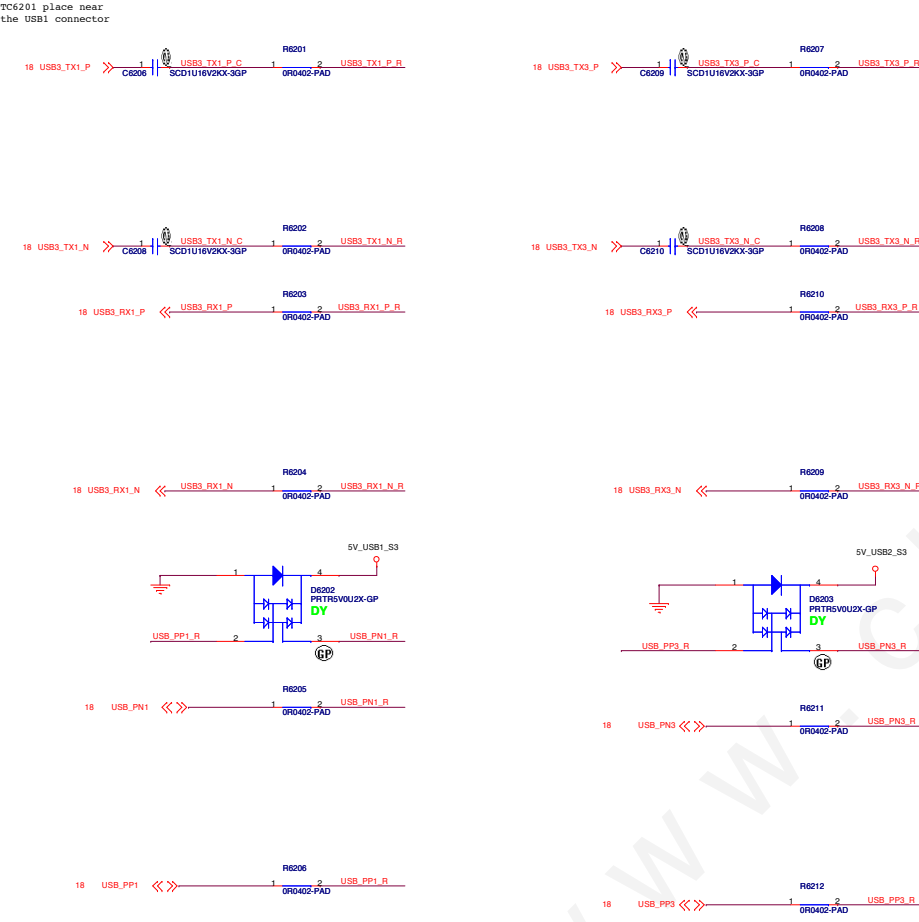 TC6201 place near
the USB1 connector
R6201
18 USB3_TX1_P
1
USB3_TX1_P_C
1
2
USB3_TX1_P_R
C6206
SCD1U16V2KX-3GP
0R0402-PAD
R6207
18 USB3_TX3_P
1
USB3_TX3_P_C
1
2
USB3_TX3_P_R
C6209
SCD1U16V2KX-3GP
0R0402-PAD
R6202
18 USB3_TX1_N
1
USB3_TX1_N_C
1
2
USB3_TX1_N_R
C6208
SCD1U16V2KX-3GP
0R0402-PAD
R6208
18 USB3_TX3_N
1
USB3_TX3_N_C
1
2
USB3_TX3_N_R
C6210
SCD1U16V2KX-3GP
0R0402-PAD
R6203
18 USB3_RX1_P
USB3_RX1_P
1
2
USB3_RX1_P_R
0R0402-PAD
R6210
18 USB3_RX3_P
1
2
USB3_RX3_P_R
0R0402-PAD
R6204
18 USB3_RX1_N
USB3_RX1_N
1
2
USB3_RX1_N_R
0R0402-PAD
R6209
18 USB3_RX3_N
1
2
USB3_RX3_N_R
0R0402-PAD
5V_USB1_S3
1
4
D6202
PRTR5V0U2X-GP
DY
USB_PP1_R
2
3
USB_PN1_R
GP
5V_USB2_S3
1
4
D6203
PRTR5V0U2X-GP
DY
USB_PP3_R
2
3
USB_PN3_R
GP
R6205
18 USB_PN1
1
2
USB_PN1_R
0R0402-PAD
R6211
18 USB_PN3
1
2
USB_PN3_R
0R0402-PAD
R6206
18 USB_PP1
1
2
USB_PP1_R
0R0402-PAD
R6212
18 USB_PP3
1
2
USB_PP3_R
0R0402-PAD